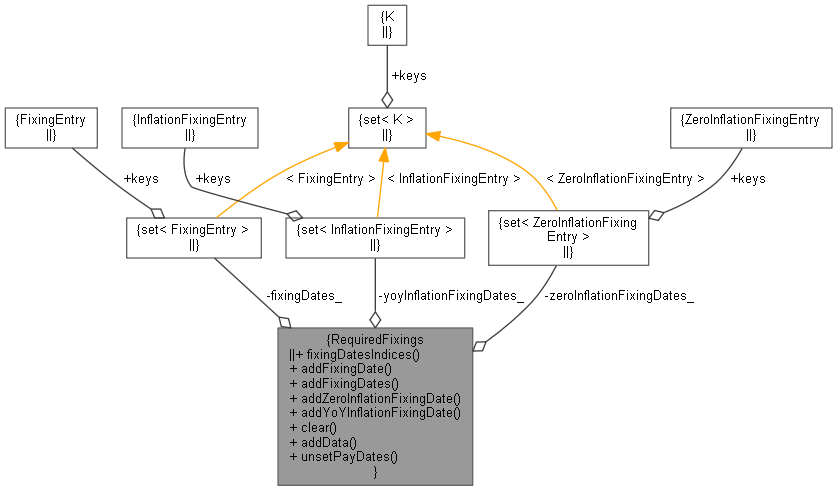 {K
||}
+keys
{FixingEntry
||}
{InflationFixingEntry
||}
{set< K >
||}
{ZeroInflationFixingEntry
||}
+keys
+keys
< FixingEntry >
< InflationFixingEntry >
< ZeroInflationFixingEntry >
+keys
{set< FixingEntry >
||}
{set< InflationFixingEntry >
||}
{set< ZeroInflationFixing
Entry >
||}
-fixingDates_
-yoyInflationFixingDates_
-zeroInflationFixingDates_
{RequiredFixings
||+ fixingDatesIndices()
+ addFixingDate()
+ addFixingDates()
+ addZeroInflationFixingDate()
+ addYoYInflationFixingDate()
+ clear()
+ addData()
+ unsetPayDates()
}